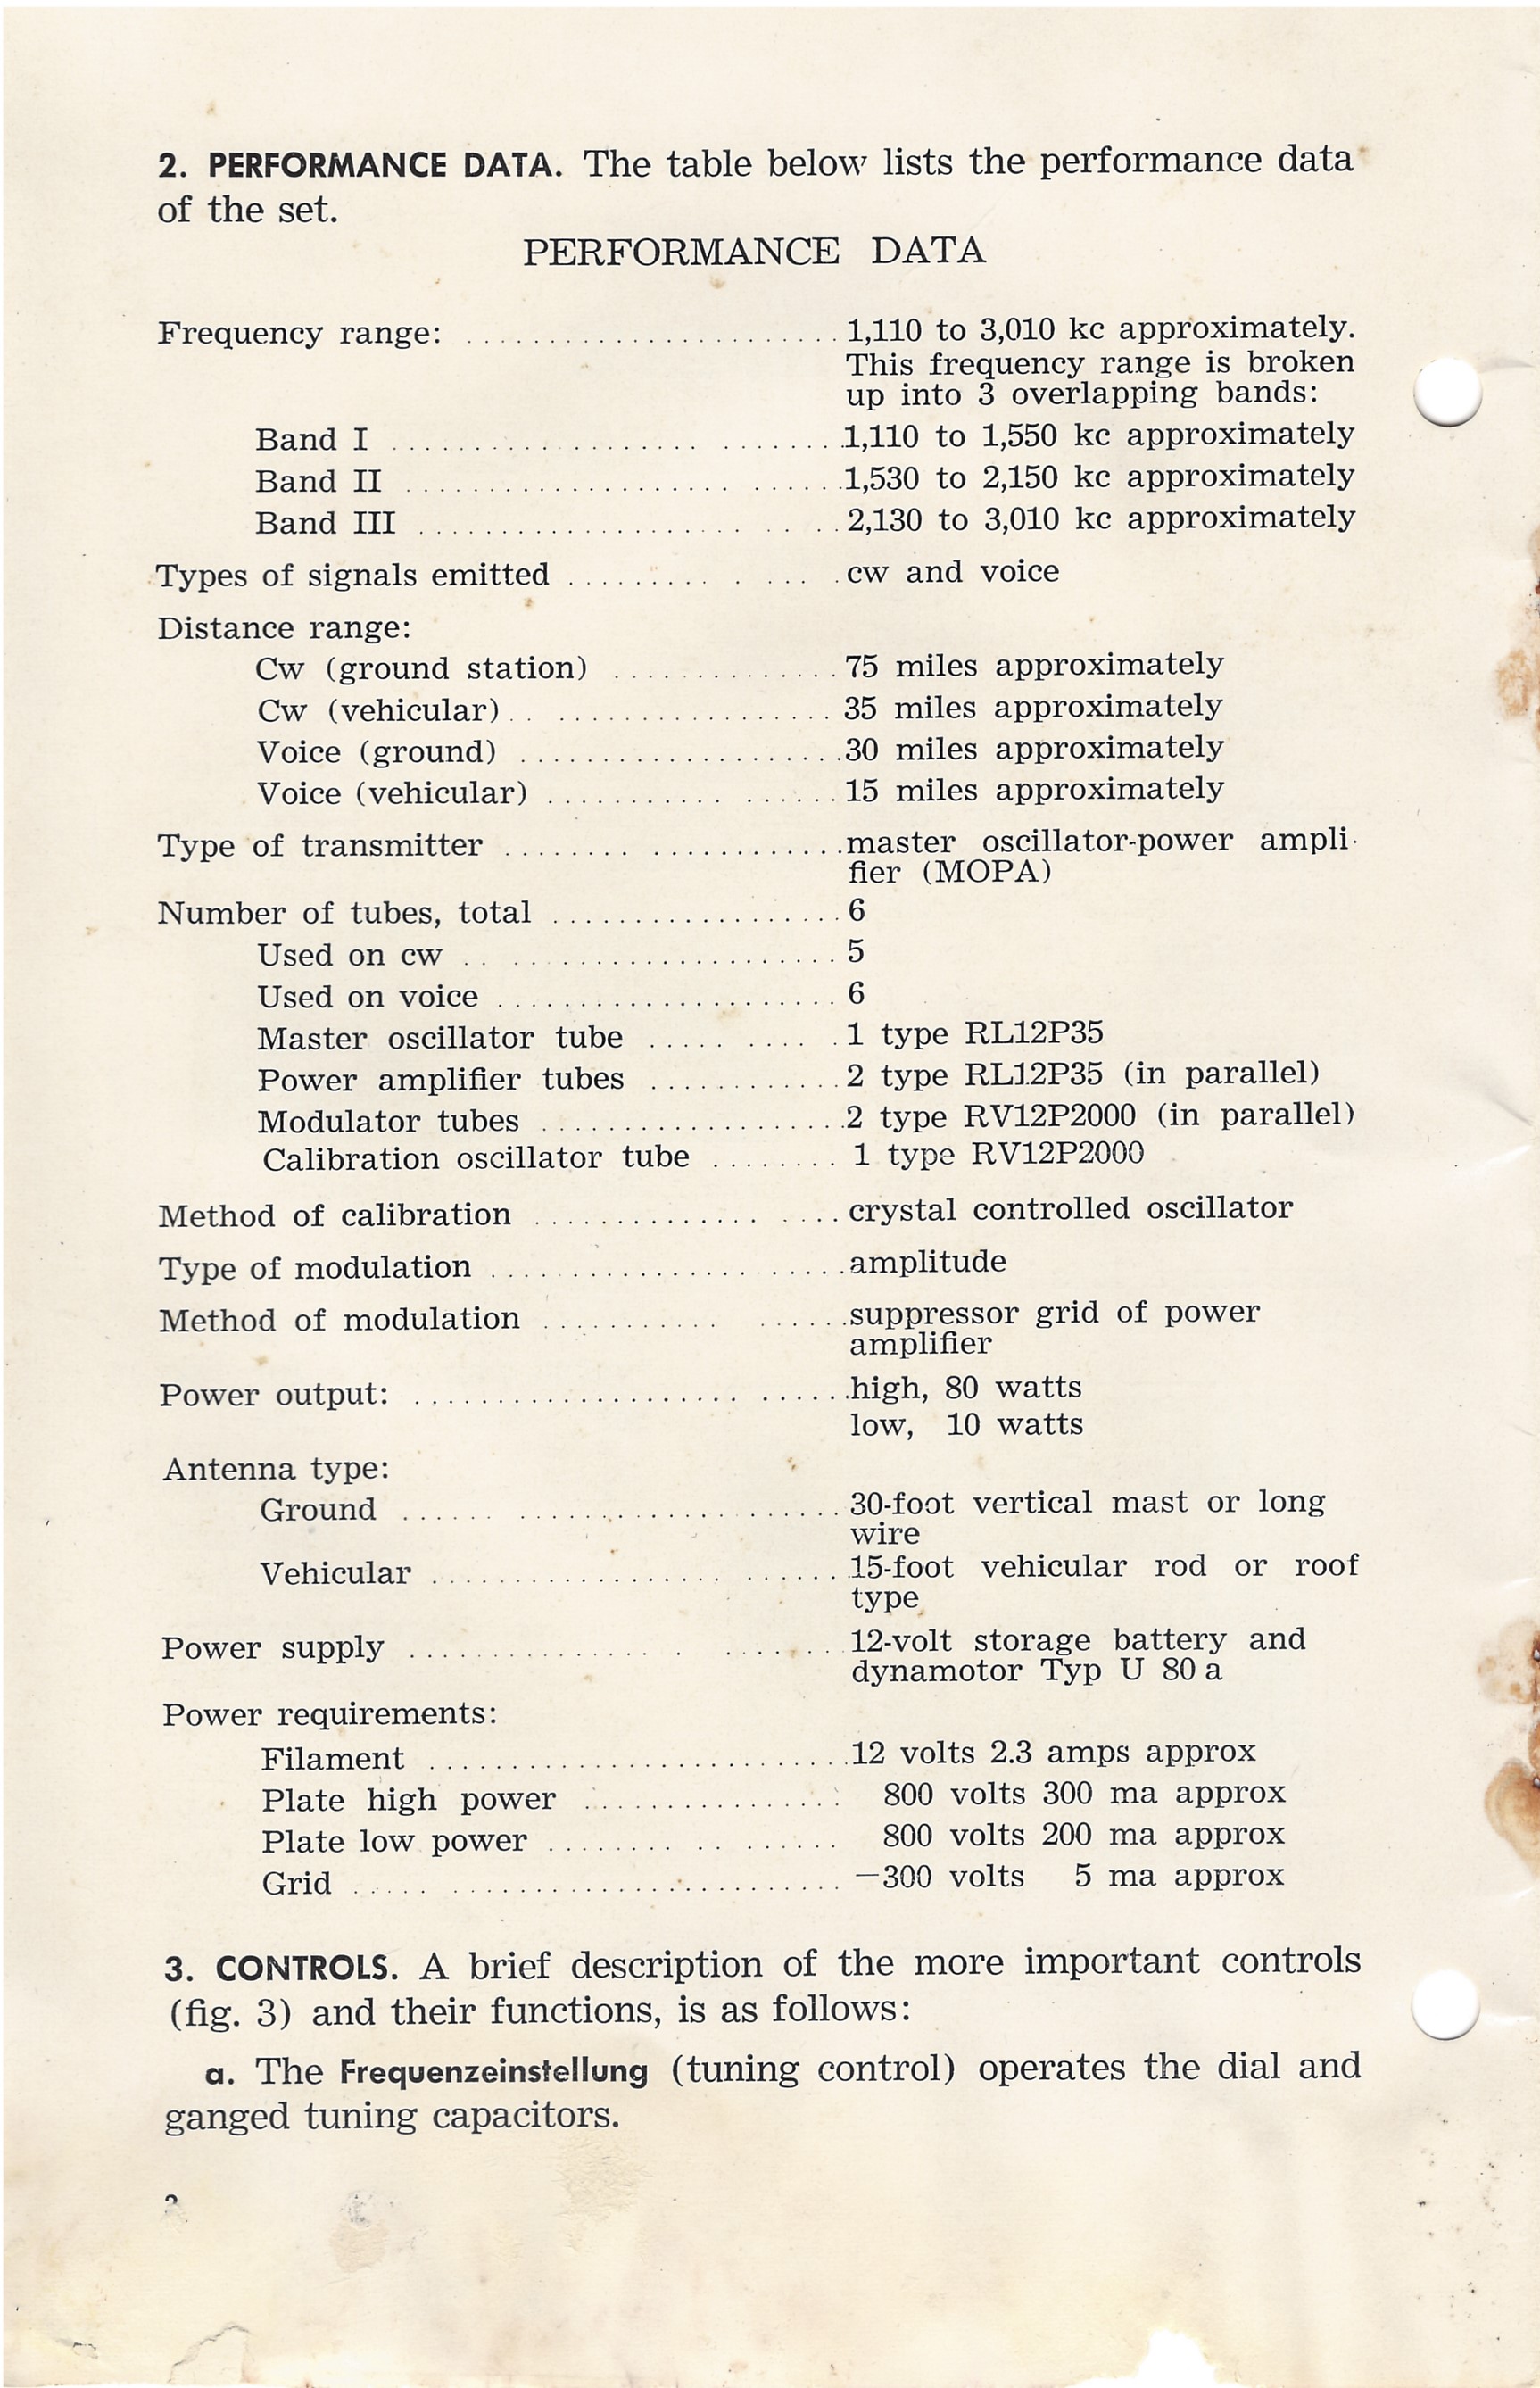 2. PERFORMANCE DATA. The table below lists the performance data
of the set.
PERFORMANCE DATA
Frequency range: ........................ 1,110 to 3,010 kc approximately.
This frequency range is broken
up into 3 overlapping bands:
Band I ........................ 1,110 to 1,550 kc approximately
Band II ........................ 1,530 to 2,150 kc approximately
Band III ........................ 2,130 to 3,010 kc approximately
Types of signals emitted ........................ cw and voice
Distance range:
Cw (ground station) ........................ 75 miles approximately
Cw (vehicular) ........................ 35 miles approximately
Voice (ground) ........................ 30 miles approximately
Voice (vehicular) ........................ 15 miles approximately
Type of transmitter ........................ master oscillator-power ampli-
fier (MOPA)
Number of tubes, total ........................ 6
Used on cw ........................ 5
Used on voice ........................ 6
Master oscillator tube ........................ 1 type RL12P35
Power amplifier tubes ........................ 2 type RL12P35 (in parallel)
Modulator tubes ........................ 2 type RV12P2000 (in parallel)
Calibration oscillator tube ........................ 1 type RV12P2000
Method of calibration ........................ crystal controlled oscillator
Type of modulation ........................ amplitude
Method of modulation ........................ suppressor grid of power
amplifier
Power output: ........................ high, 80 watts
low, 10 watts
Antenna type:
Ground ........................ 30-foot vertical mast or long
wire
Vehicular ........................ 15-foot vehicular rod or roof
type
Power supply ........................ 12-volt storage battery and
dynamotor Typ U 80 a
Power requirements:
Filament ........................ 12 volts 2.3 amps approx
Plate high power ........................ 800 volts 300 ma approx
Plate low power ........................ 800 volts 200 ma approx
Grid ........................ —300 volts 5 ma approx
3. CONTROLS. A brief description of the more important controls
(fig. 3) and their functions, is as follows:
a. The Frequenzeinstellung (tuning control) operates the dial and
ganged tuning capacitors.